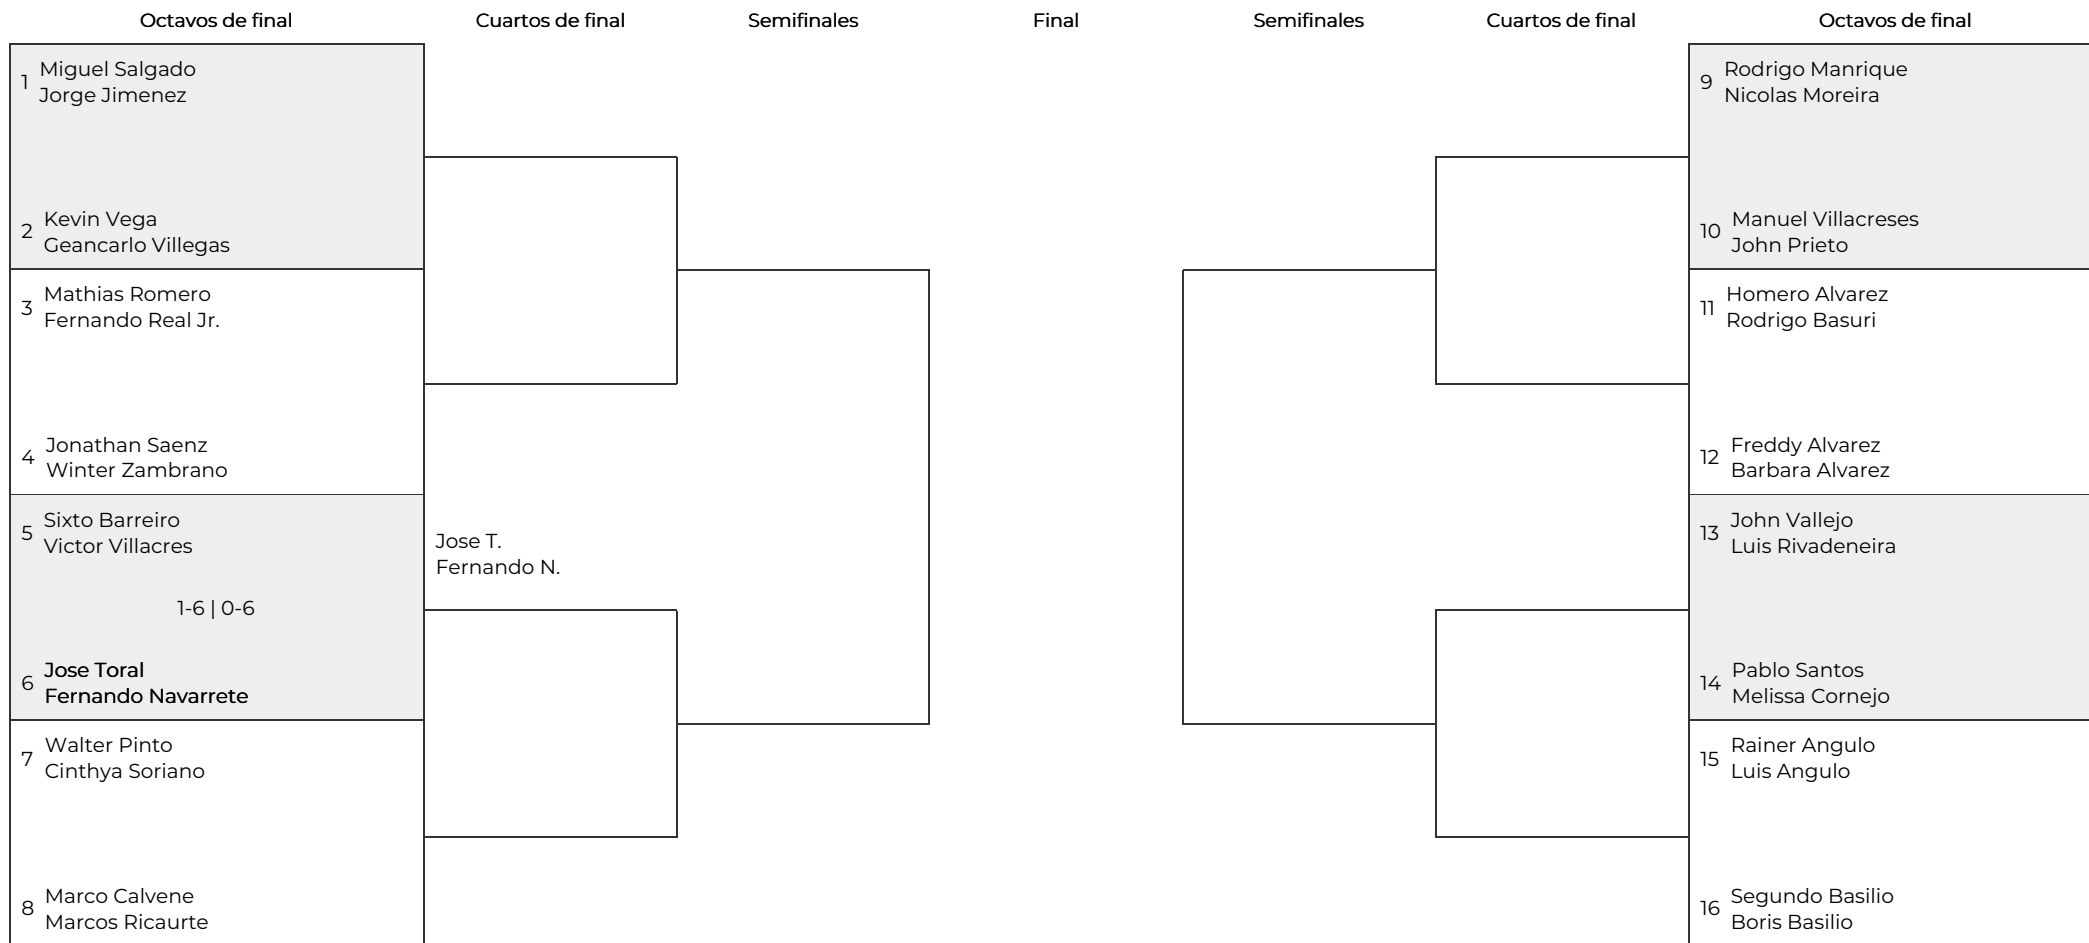 Octavos de final
Cuartos de final
Semifinales
Final
Semifinales
Cuartos de final
Octavos de final
1
Miguel Salgado
Jorge Jimenez
2
Kevin Vega
Geancarlo Villegas
3
Mathias Romero
Fernando Real Jr.
4
Jonathan Saenz
Winter Zambrano
5
Sixto Barreiro
Victor Villacres
1-6 | 0-6
6
Jose Toral
Fernando Navarrete
7
Walter Pinto
Cinthya Soriano
8
Marco Calvene
Marcos Ricaurte
Jose T.
Fernando N.
9
Rodrigo Manrique
Nicolas Moreira
10
Manuel Villacreses
John Prieto
11
Homero Alvarez
Rodrigo Basuri
12
Freddy Alvarez
Barbara Alvarez
13
John Vallejo
Luis Rivadeneira
14
Pablo Santos
Melissa Cornejo
15
Rainer Angulo
Luis Angulo
16
Segundo Basilio
Boris Basilio